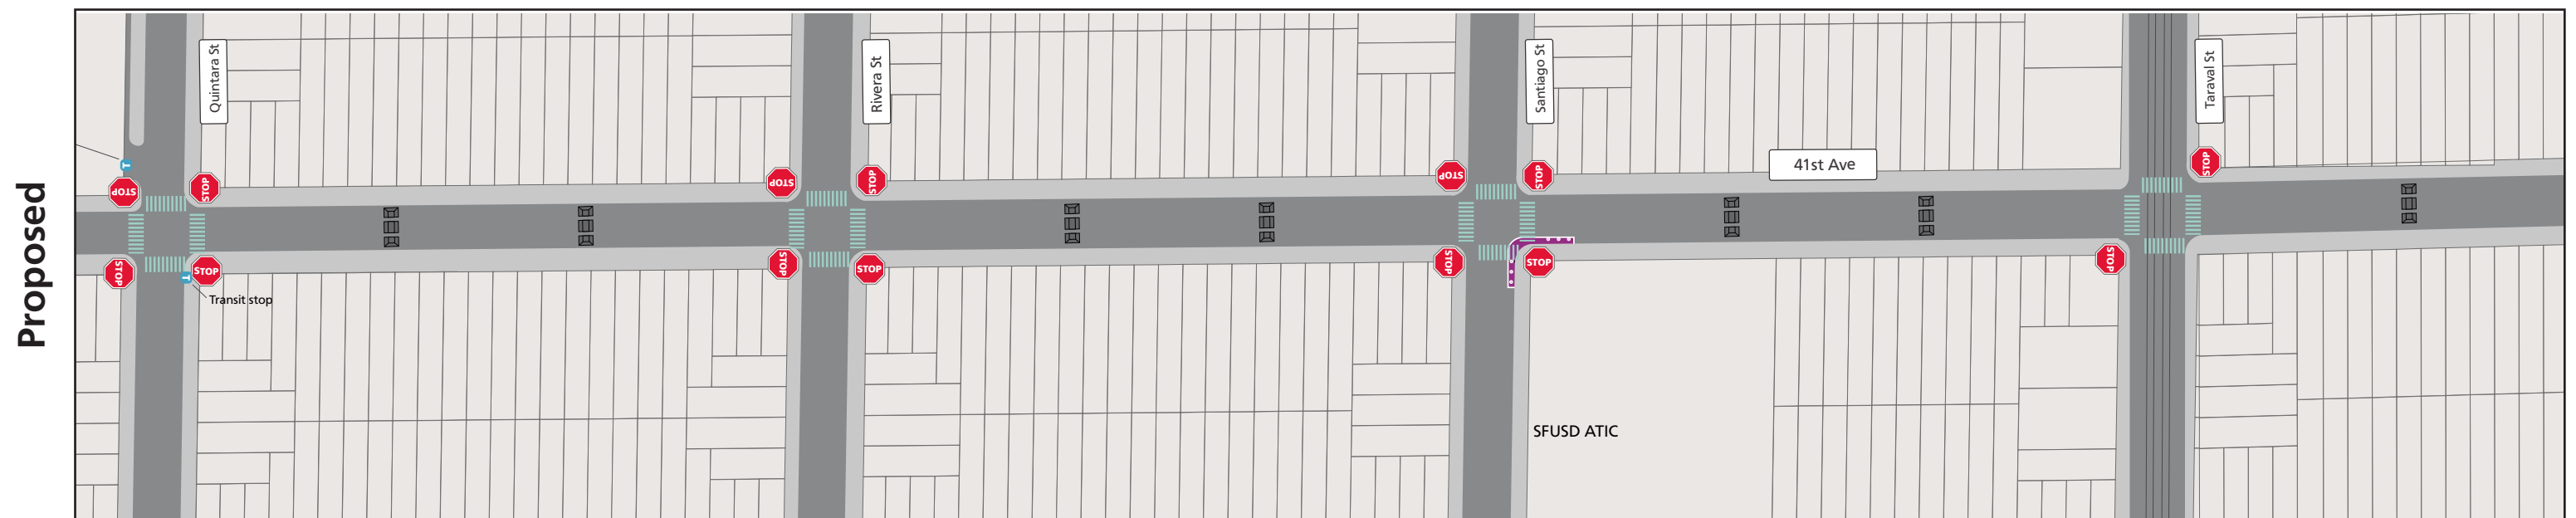 Proposed
Quintara St
Rivera St
Santiago St
Taraval St
41st Ave
T
STOP
STOP
STOP
STOP
STOP
STOP
STOP
STOP
STOP
STOP
STOP
STOP
STOP
STOP
T
Transit stop
SFUSD ATIC